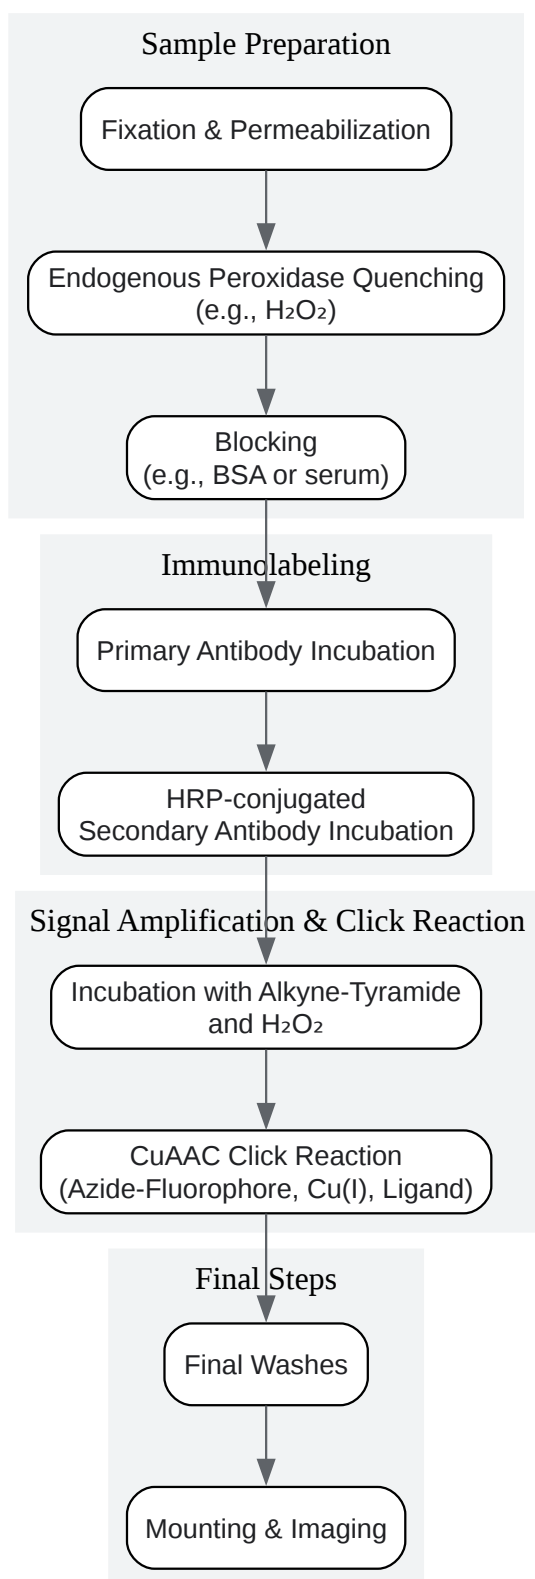 Sample Preparation
Fixation & Permeabilization
Endogenous Peroxidase Quenching
(e.g., H₂O₂)
Blocking
(e.g., BSA or serum)
Immunolabeling
Primary Antibody Incubation
HRP-conjugated
Secondary Antibody Incubation
Signal Amplification & Click Reaction
Incubation with Alkyne-Tyramide
and H₂O₂
CuAAC Click Reaction
(Azide-Fluorophore, Cu(I), Ligand)
Final Steps
Final Washes
Mounting & Imaging